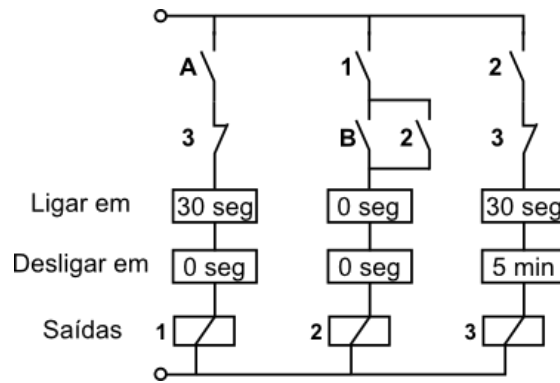 A 1 2
3 B 2 3
Ligar em 30 seg 0 seg 30 seg
Desligar em 0 seg 0 seg 5 min
Saídas 1 2 3